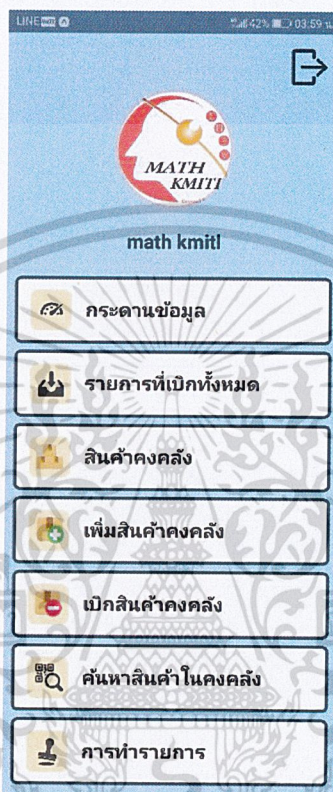 LINE
42%
03:59 น.
MATH
KMITL
math kmitl
กระดานข้อมูล
รายการที่เบิกทั้งหมด
สินค้าคงคลัง
เพิ่มสินค้าคงคลัง
เบิกสินค้าคงคลัง
ค้นหาสินค้าในคงคลัง
การทำรายการ